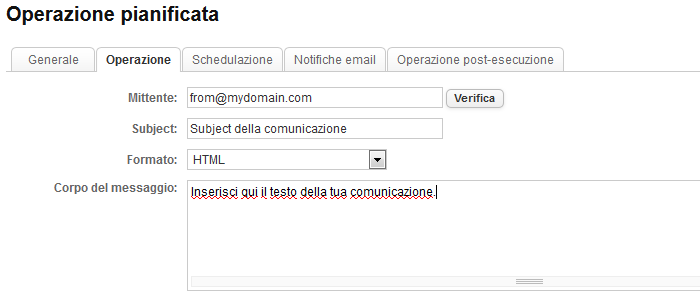 Operazione pianificata
Generale Operazione Schedulazione Notifiche email Operazione post-esecuzione
Mittente: from@mydomain.com Verifica
Subject: Subject della comunicazione
Formato: HTML
Corpo del messaggio: Inserisci qui il testo della tua comunicazione.